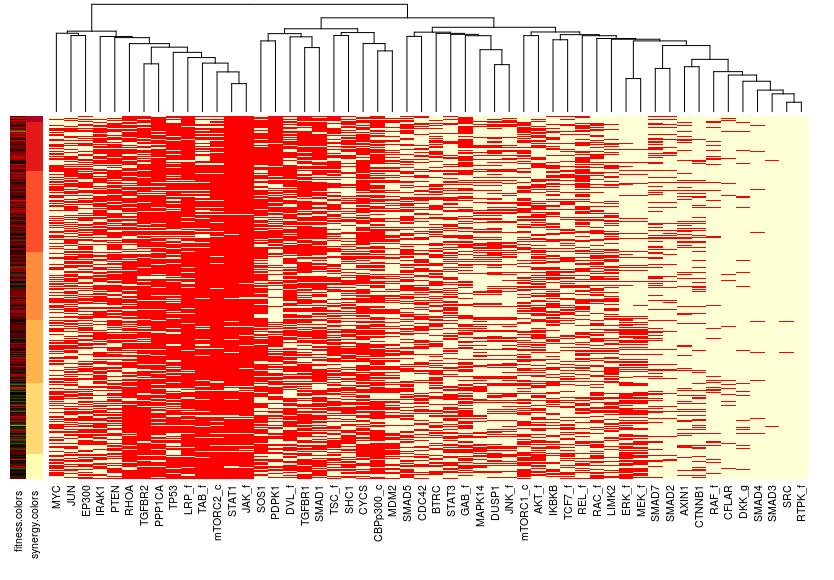 fitness.colors
synergy.colors
MYC
JUN
EP300
IRAK1
PTEN
RHOA
TGFBR2
PPP1CA
TP53
LRP_f
TAB_f
mTORC2_c
STAT1
JAK_f
SOS1
PDPK1
DVL_f
TGFBR1
SMAD1
TSC_f
SHC1
CYCS
CBPp300_c
MDM2
SMAD5
CDC42
BTRC
STAT3
GAB_f
MAPK14
DUSP1
JNK_f
mTORC1_c
AKT_f
IKBKB
TCF7_f
REL_f
RAC_f
LIMK2
ERK_f
MEK_f
SMAD7
SMAD2
AXIN1
CTNNB1
RAF_f
CFLAR
DKK_g
SMAD4
SMAD3
SRC
RTPK_f